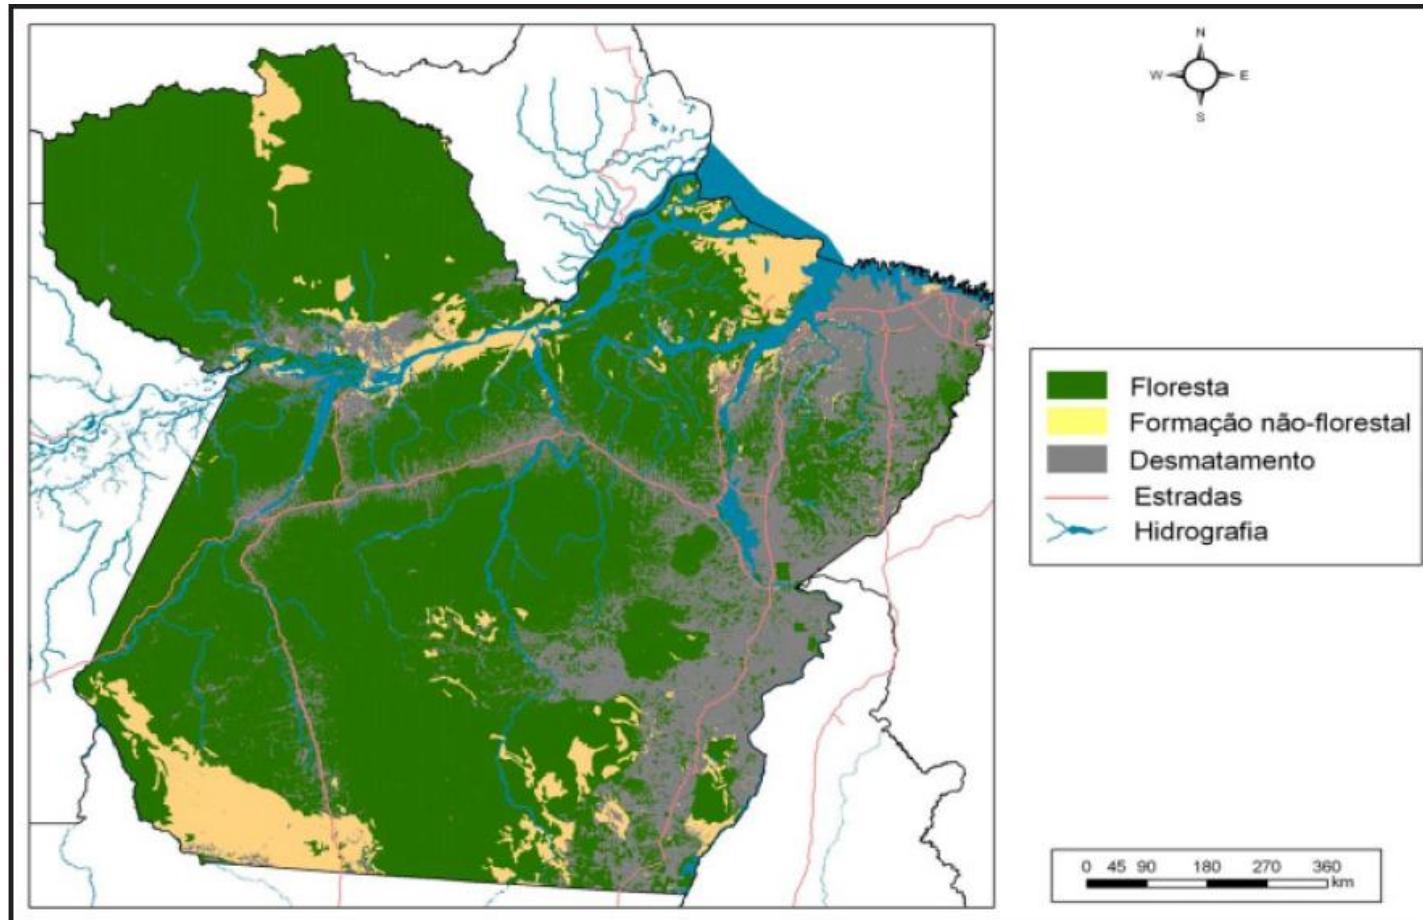 N
W E
S
Floresta
Formação não-florestal
Desmatamento
Estradas
Hidrografia
0 45 90 180 270 360
km